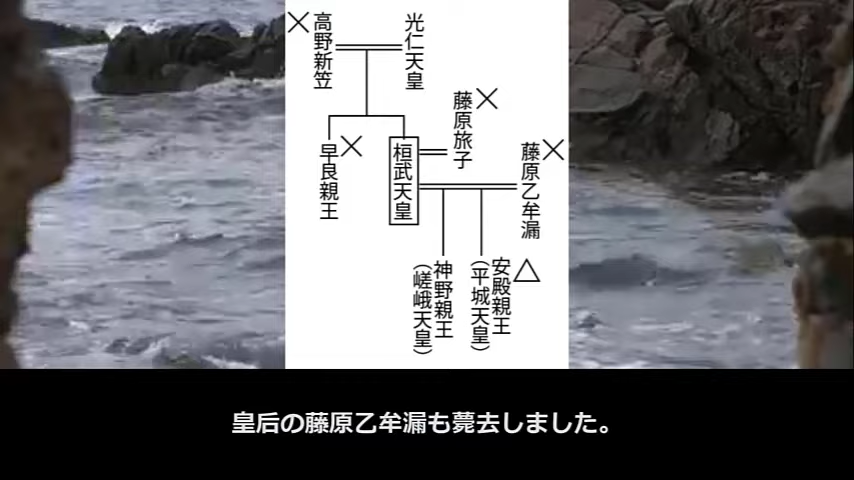 高野新笠
光仁天皇
藤原旅子
早良親王
桓武天皇
藤原乙牟漏
安殿親王
(平城天皇)
神野親王
(嵯峨天皇)
皇后の藤原乙牟漏も薨去しました。